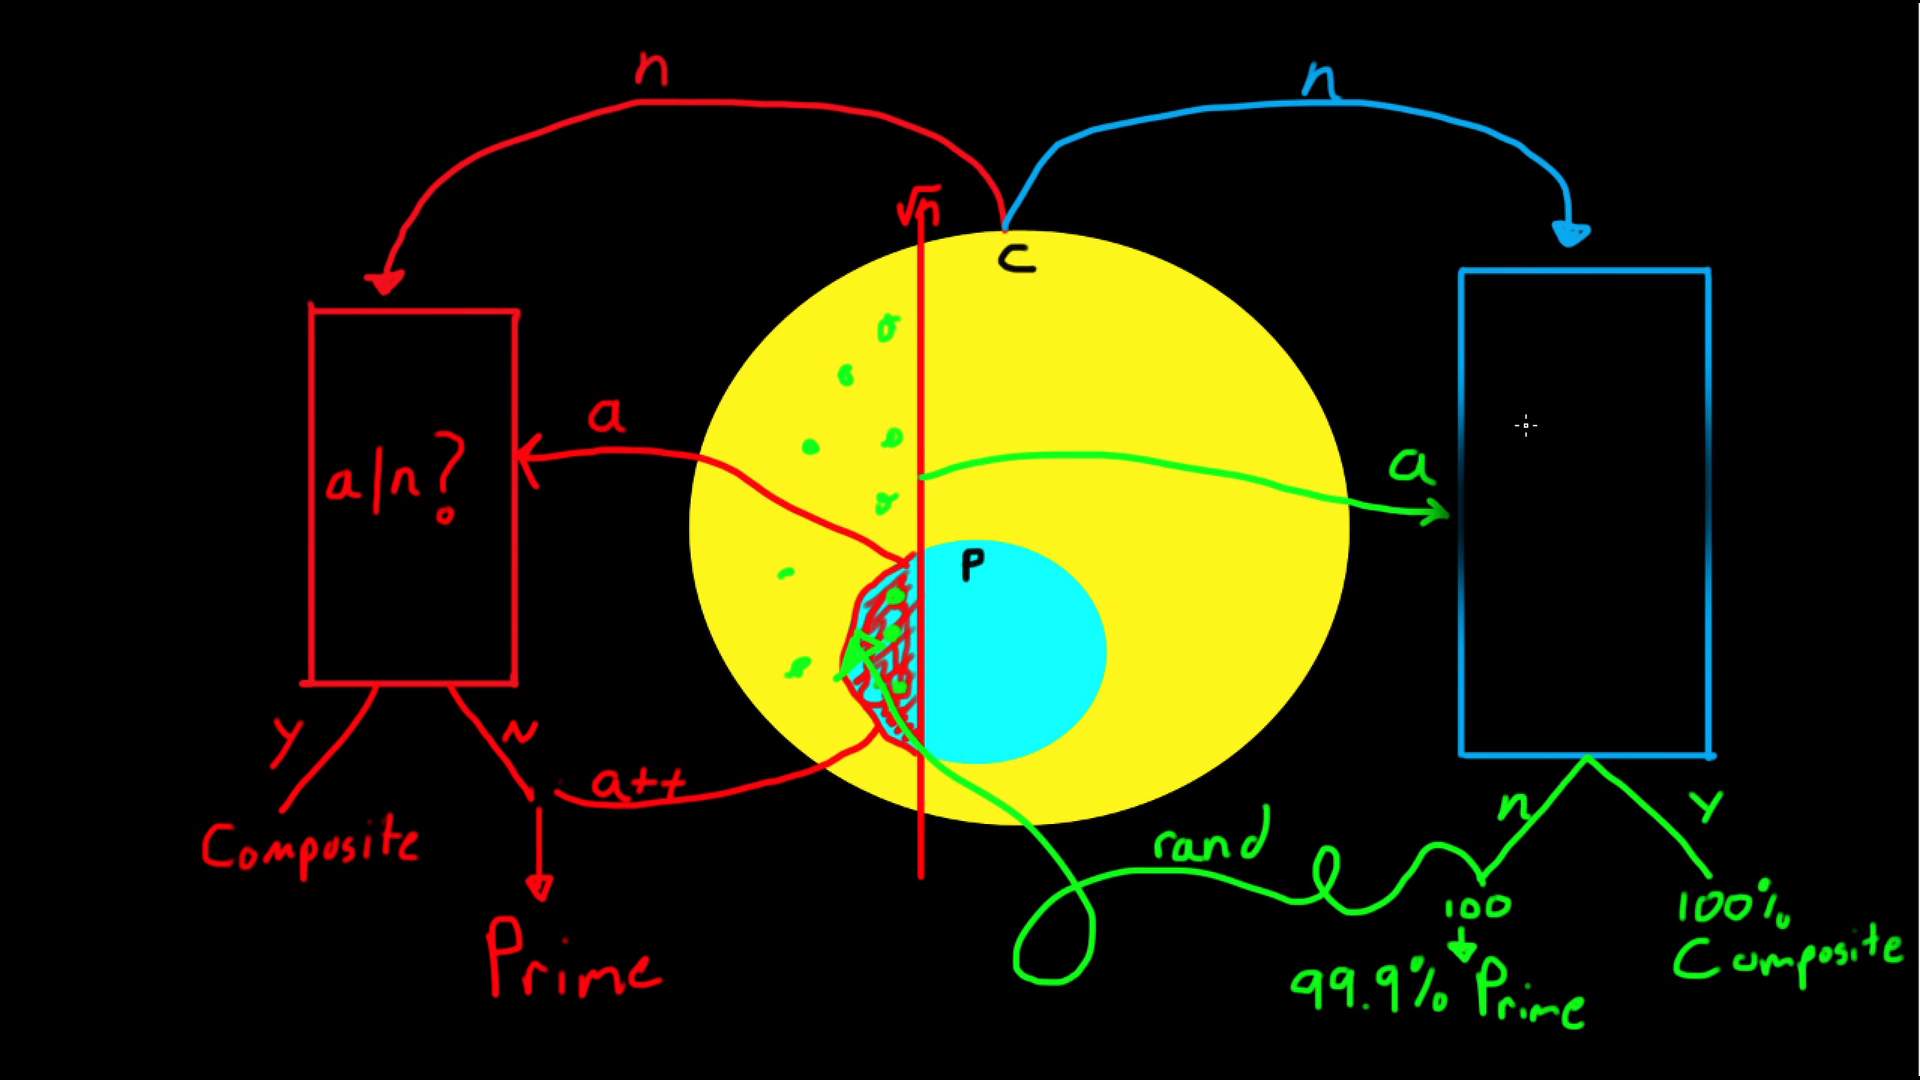 n
n
√n
C
a
a
a|n?
P
y
N
a++
n
y
Composite
rand
100
100%
Composite
Prime
99.9% Prime